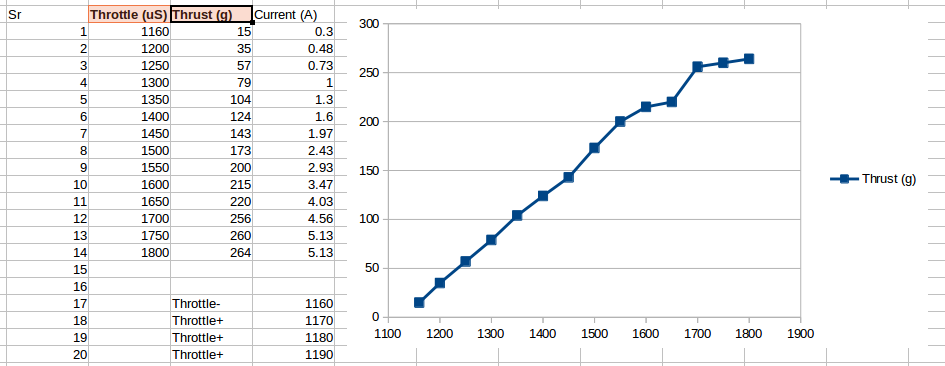 Sr Throttle (uS) Thrust (g) Current (A)
1 1160 15 0.3
2 1200 35 0.48
3 1250 57 0.73
4 1300 79 1
5 1350 104 1.3
6 1400 124 1.6
7 1450 143 1.97
8 1500 173 2.43
9 1550 200 2.93
10 1600 215 3.47
11 1650 220 4.03
12 1700 256 4.56
13 1750 260 5.13
14 1800 264 5.13
15
16
17 Throttle- 1160
18 Throttle+ 1170
19 Throttle+ 1180
20 Throttle+ 1190
300
250
200
150
100
50
0
1100 1200 1300 1400 1500 1600 1700 1800 1900
Thrust (g)